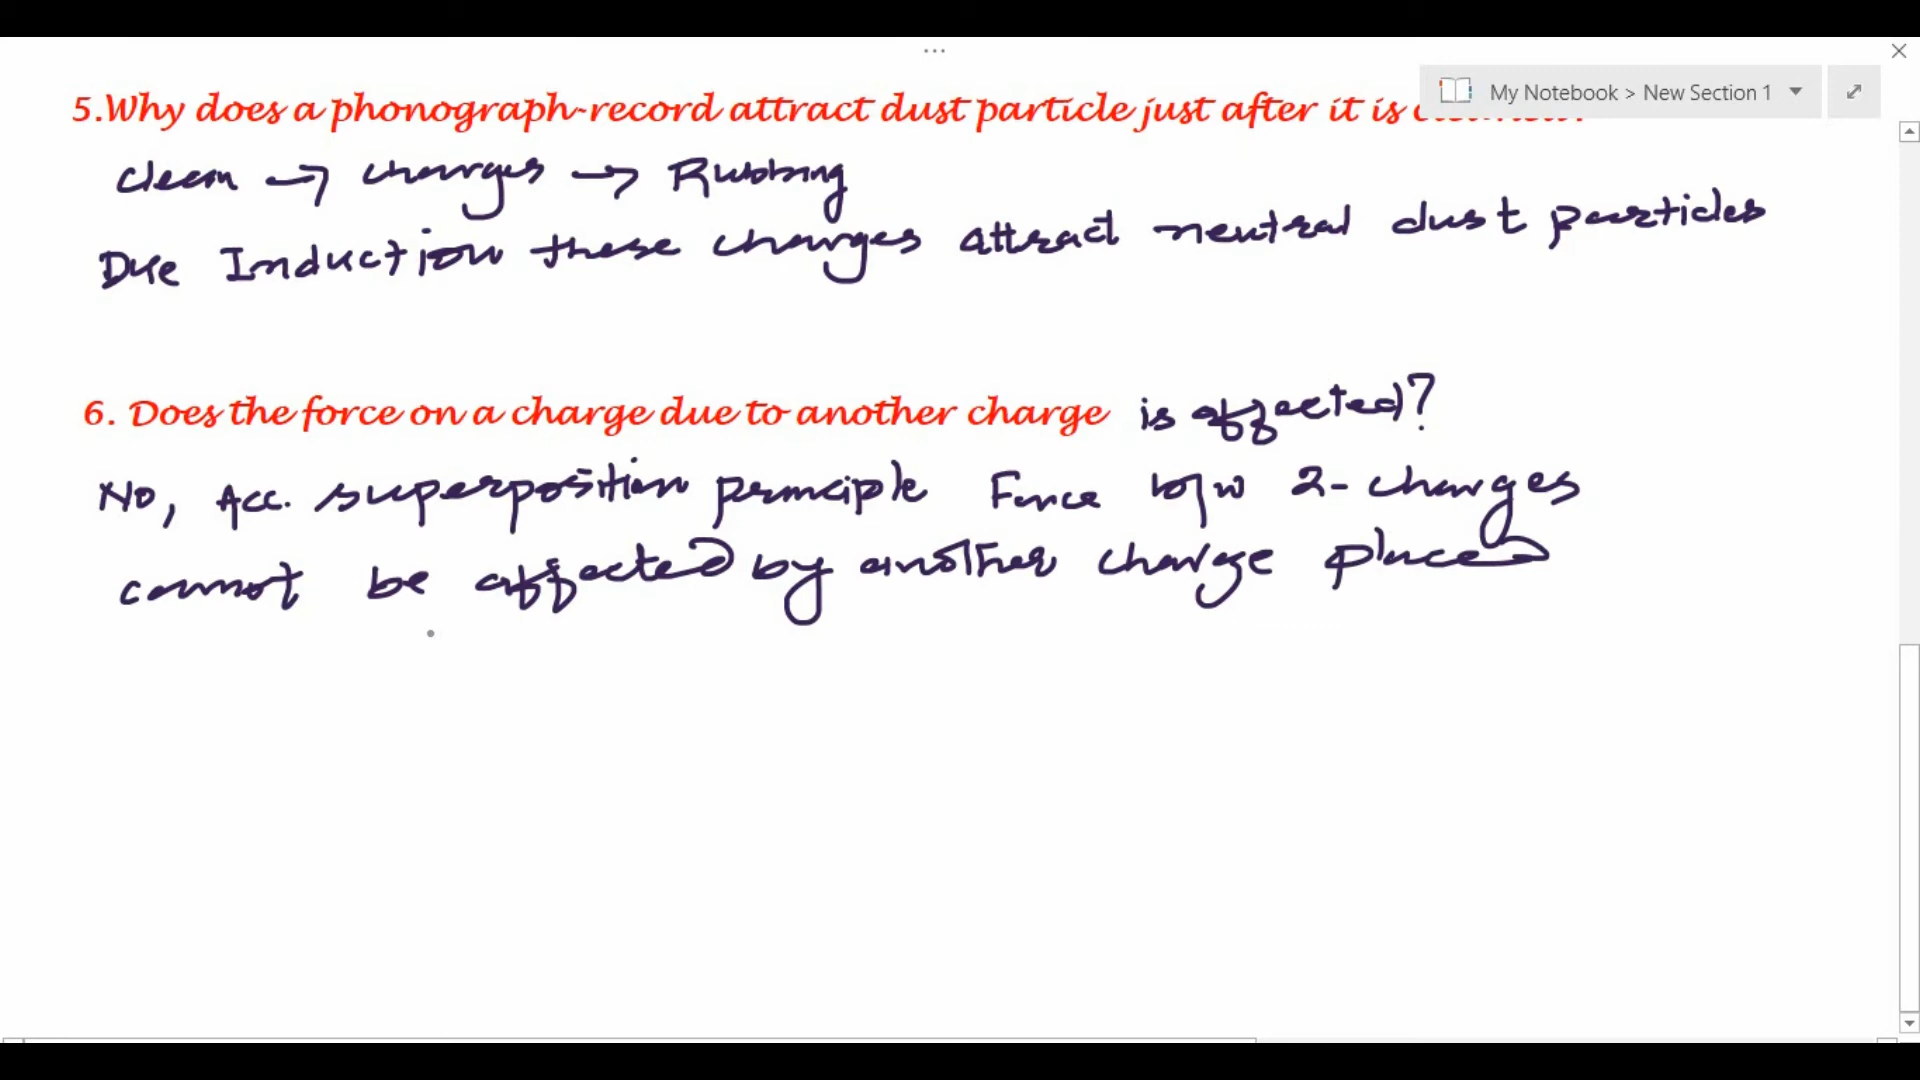 ...
My Notebook > New Section 1
5.Why does a phonograph-record attract dust particle just after it is
clean → charges → Rubbing
Due Induction these charges attract neutral dust particles
6. Does the force on a charge due to another charge is affected?
No, Acc. superposition principle Force b/w 2-charges
cannot be affected by another charge placed